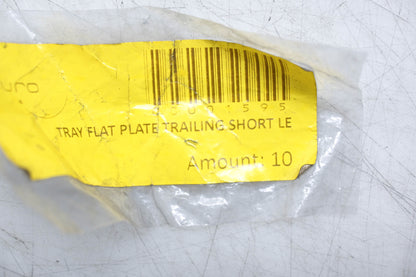 uro
TRAY FLAT PLATE TRAILING SHORT LE
Amount: 10